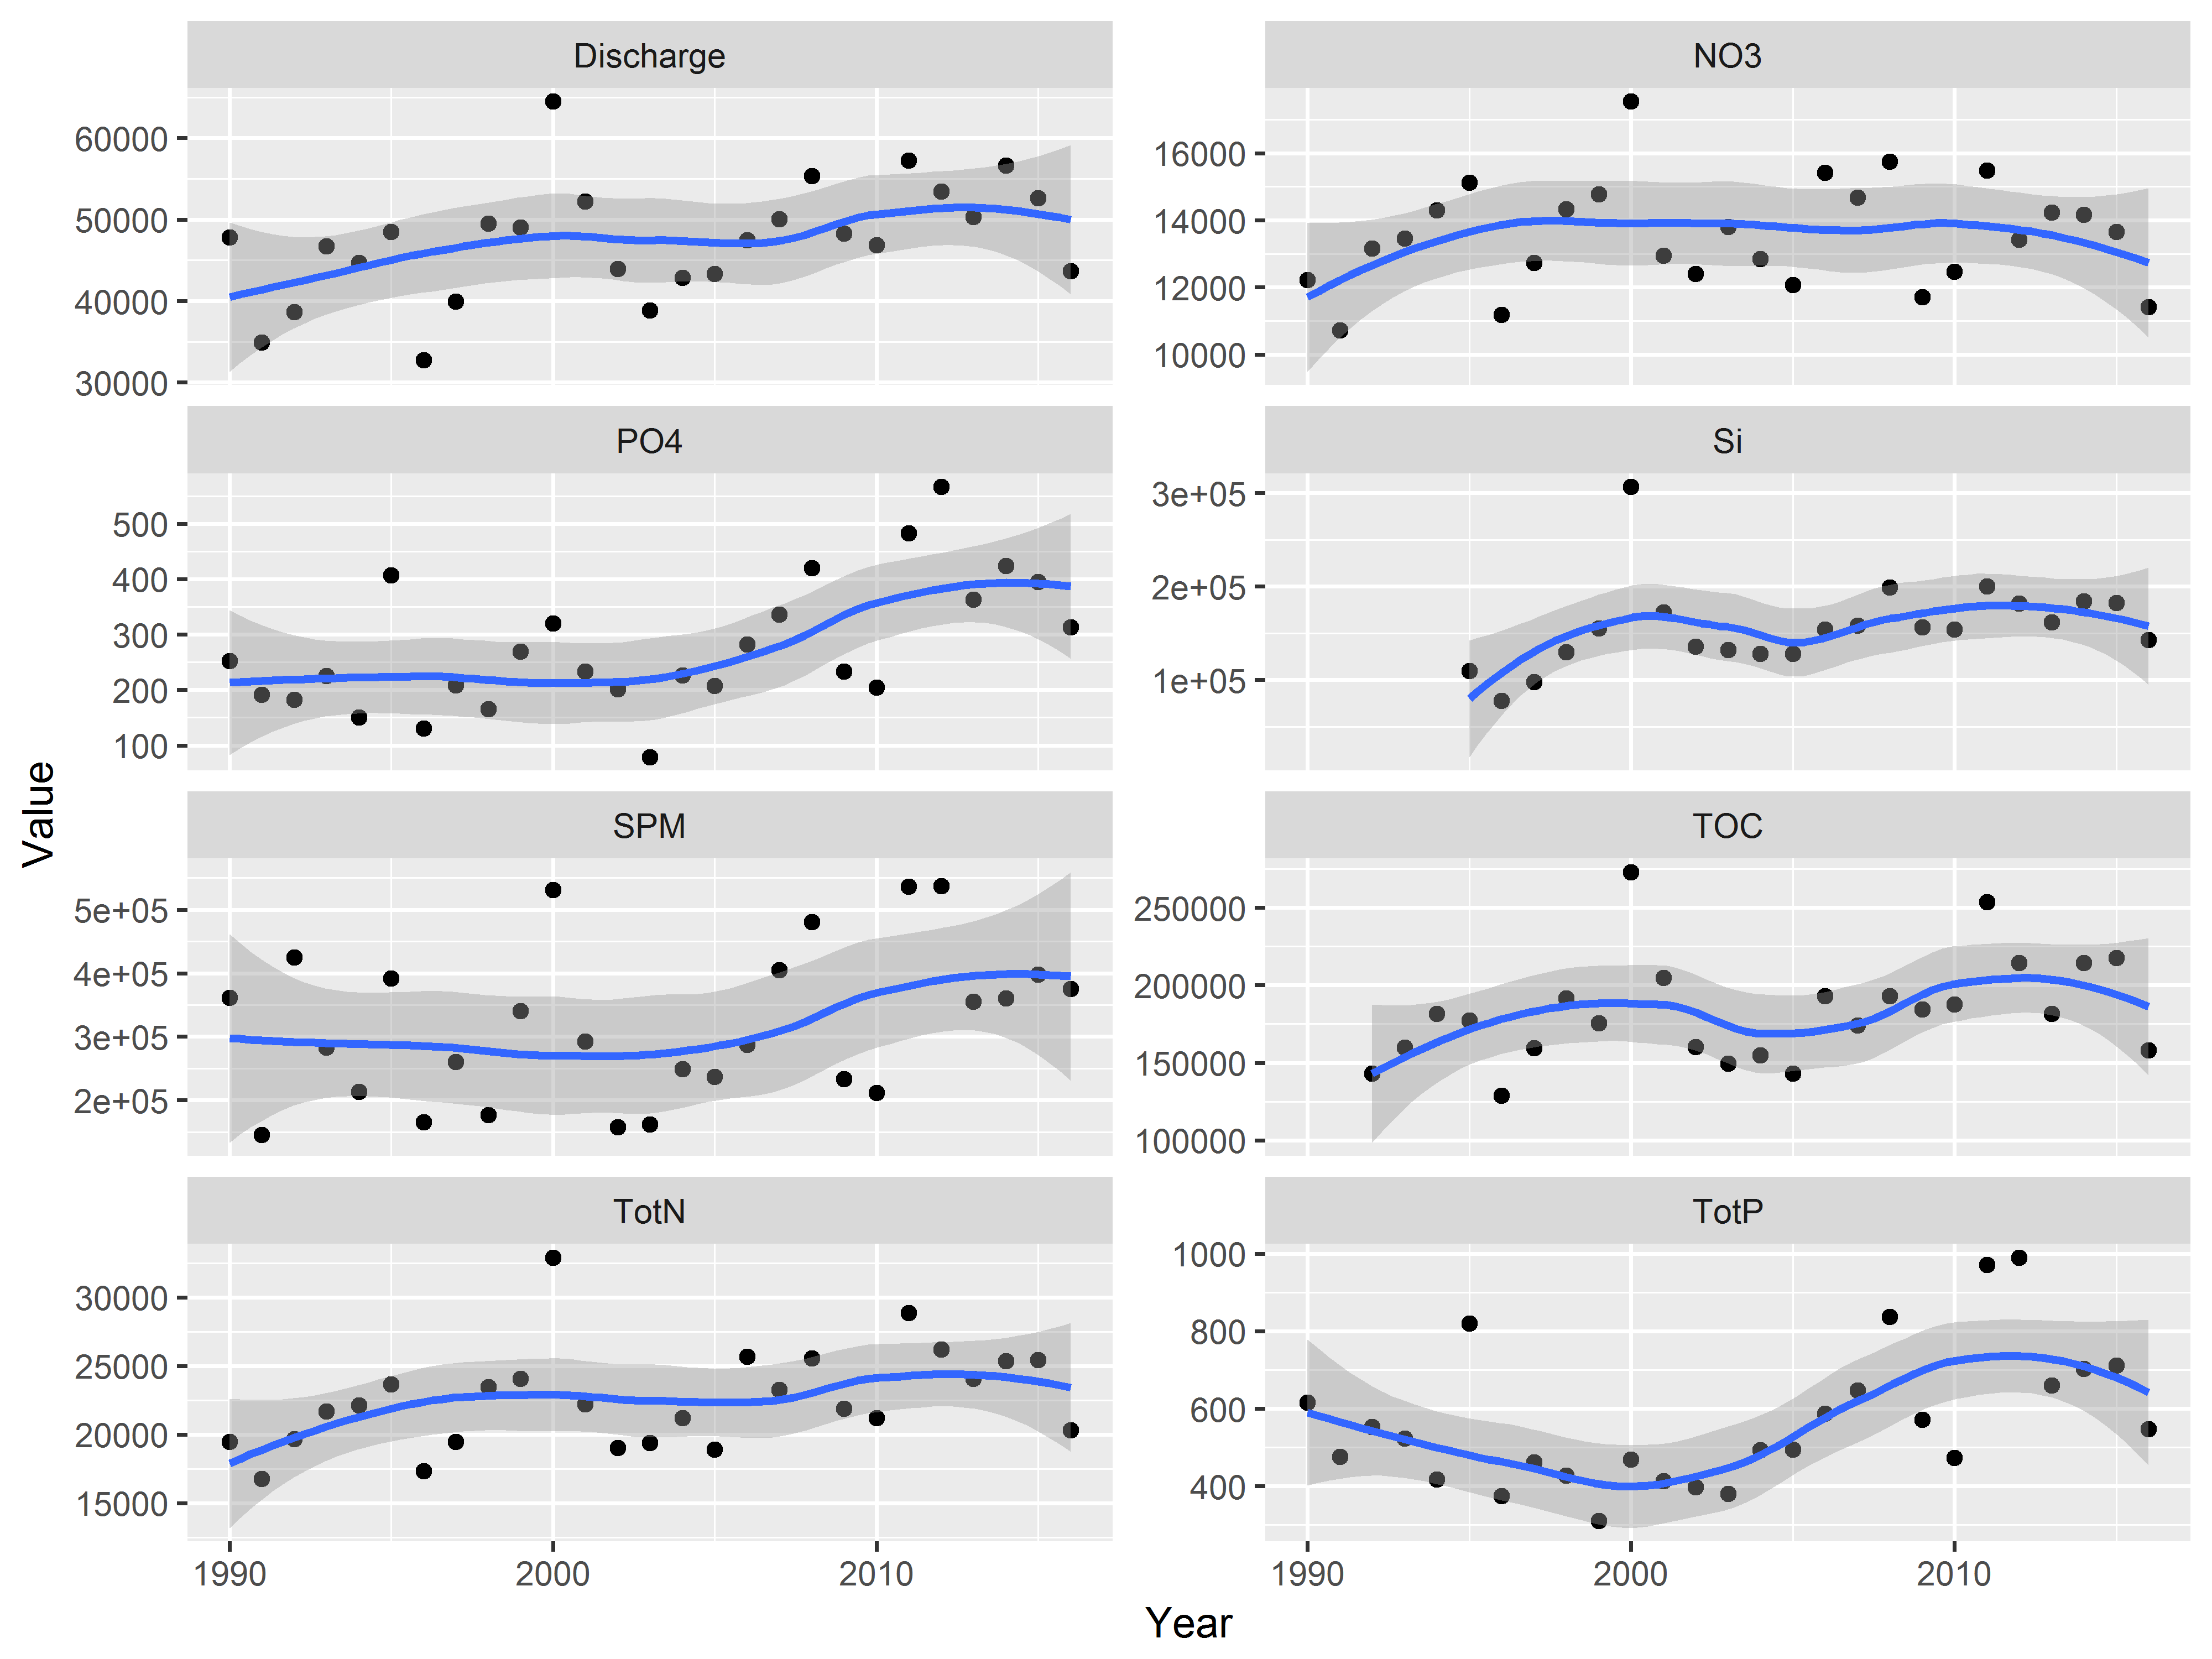 Discharge
60000
50000
40000
30000
NO3
16000
14000
12000
10000
PO4
500
400
300
200
100
Si
3e+05
2e+05
1e+05
Value
SPM
5e+05
4e+05
3e+05
2e+05
TOC
250000
200000
150000
100000
TotN
30000
25000
20000
15000
1990 2000 2010
TotP
1000
800
600
400
1990 2000 2010
Year